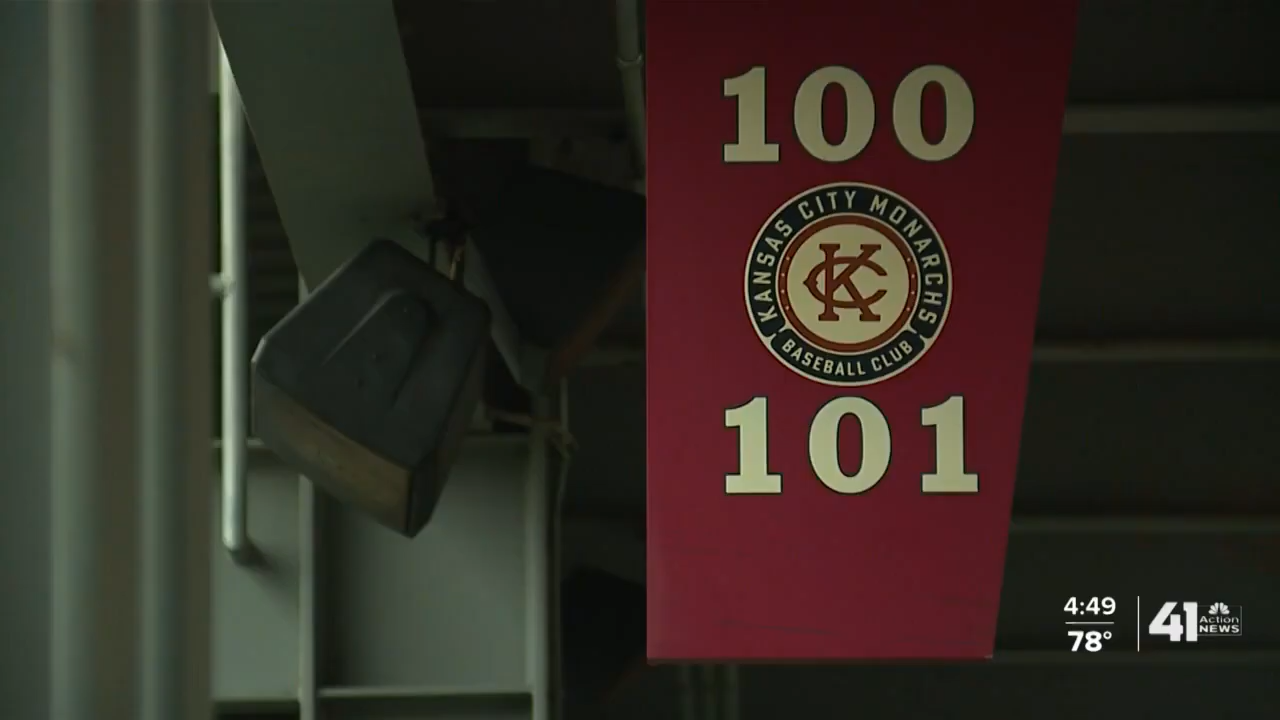 100
KANSAS CITY MONARCHS
KC
BASEBALL CLUB
101
4:49
78°
41 Action NEWS